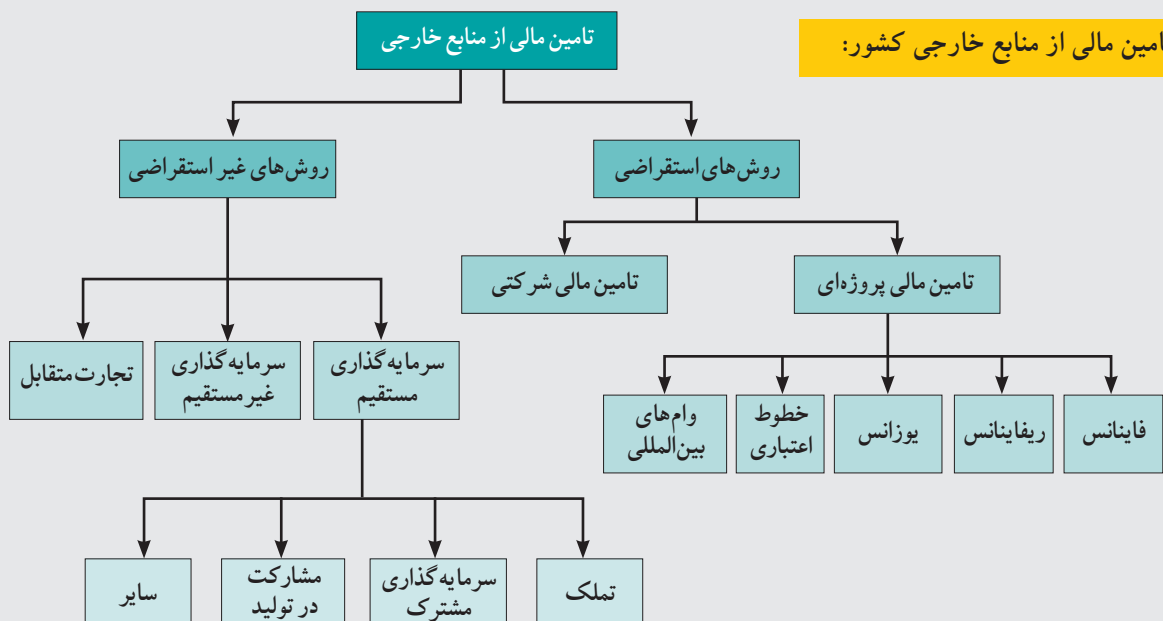 تامین مالی از منابع خارجی کشور:
تامین مالی از منابع خارجی
روش‌های استقراضی
روش‌های غیر استقراضی
تامین مالی پروژه‌ای
تامین مالی شرکتی
فاینانس
ریفاینانس
یوزانس
خطوط
اعتباری
وام‌های
بین‌المللی
سرمایه‌گذاری
مستقیم
سرمایه‌گذاری
غیرمستقیم
تجارت متقابل
تملک
سرمایه‌گذاری
مشترک
مشارکت
در تولید
سایر